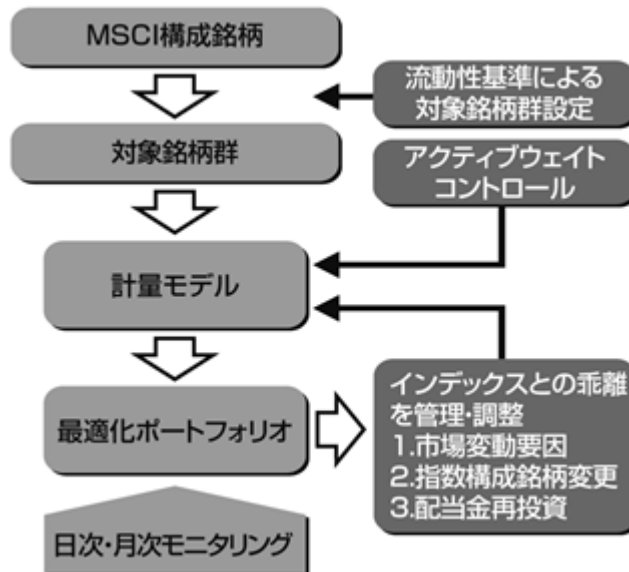 MSCI構成銘柄
流動性基準による
対象銘柄群設定
対象銘柄群
アクティブウェイト
コントロール
計量モデル
最適化ポートフォリオ
インデックスとの乖離
を管理・調整
1.市場変動要因
2.指数構成銘柄変更
3.配当金再投資
日次・月次モニタリング